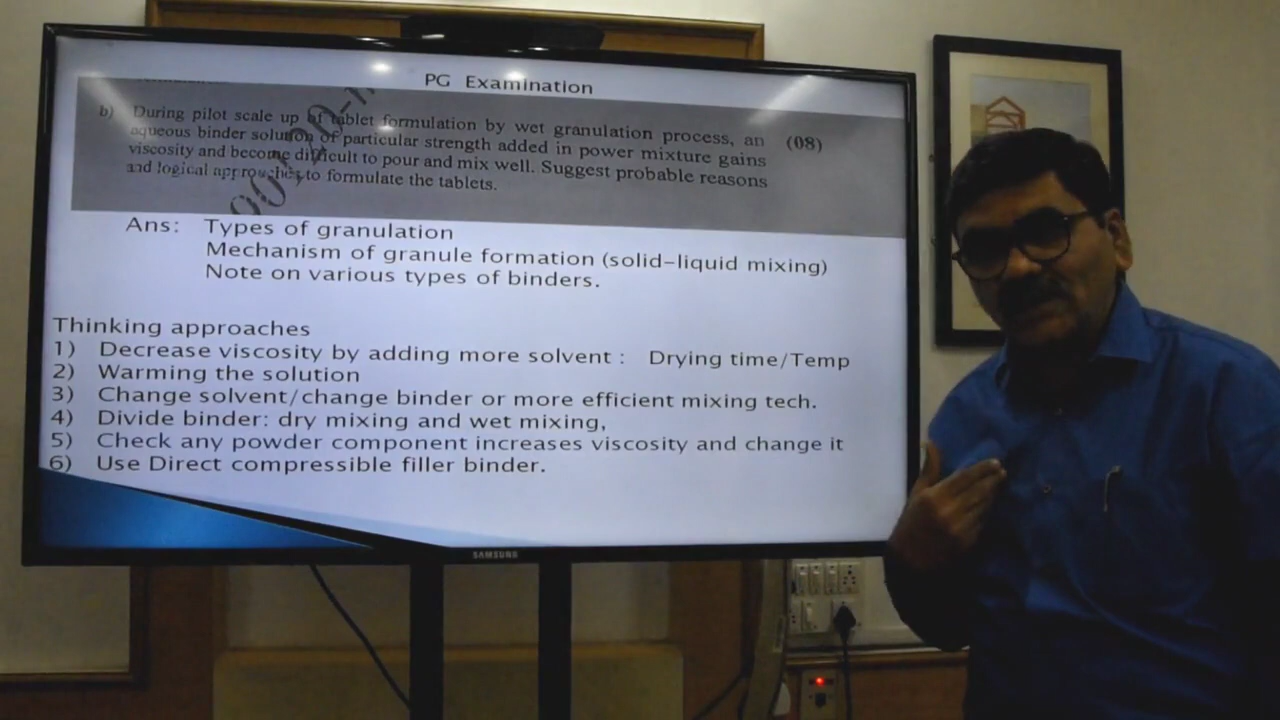 PG Examination
b) During pilot scale up of tablet formulation by wet granulation process, an (08)
aqueous binder solution of particular strength added in power mixture gains
viscosity and become difficult to pour and mix well. Suggest probable reasons
and logical approaches to formulate the tablets.
Ans: Types of granulation
Mechanism of granule formation (solid-liquid mixing)
Note on various types of binders.
Thinking approaches
1) Decrease viscosity by adding more solvent : Drying time/Temp
2) Warming the solution
3) Change solvent/change binder or more efficient mixing tech.
4) Divide binder: dry mixing and wet mixing,
5) Check any powder component increases viscosity and change it
6) Use Direct compressible filler binder.
SAMSUNG